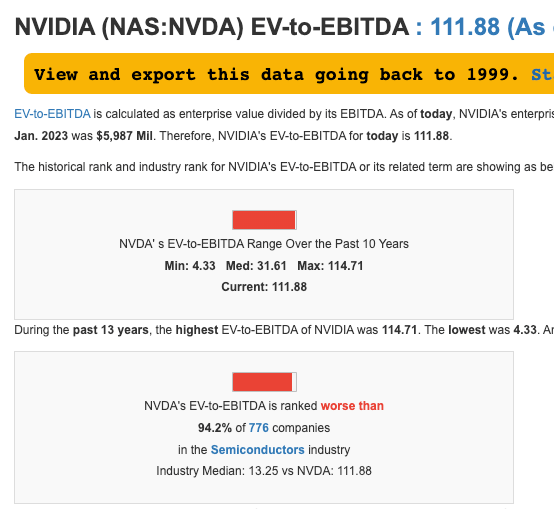 NVIDIA (NAS:NVDA) EV-to-EBITDA : 111.88 (As
View and export this data going back to 1999. St
EV-to-EBITDA is calculated as enterprise value divided by its EBITDA. As of today, NVIDIA's enterpris
Jan. 2023 was $5,987 Mil. Therefore, NVIDIA's EV-to-EBITDA for today is 111.88.
The historical rank and industry rank for NVIDIA's EV-to-EBITDA or its related term are showing as be
NVDA' s EV-to-EBITDA Range Over the Past 10 Years
Min: 4.33 Med: 31.61 Max: 114.71
Current: 111.88
During the past 13 years, the highest EV-to-EBITDA of NVIDIA was 114.71. The lowest was 4.33. An
NVDA's EV-to-EBITDA is ranked worse than
94.2% of 776 companies
in the Semiconductors industry
Industry Median: 13.25 vs NVDA: 111.88